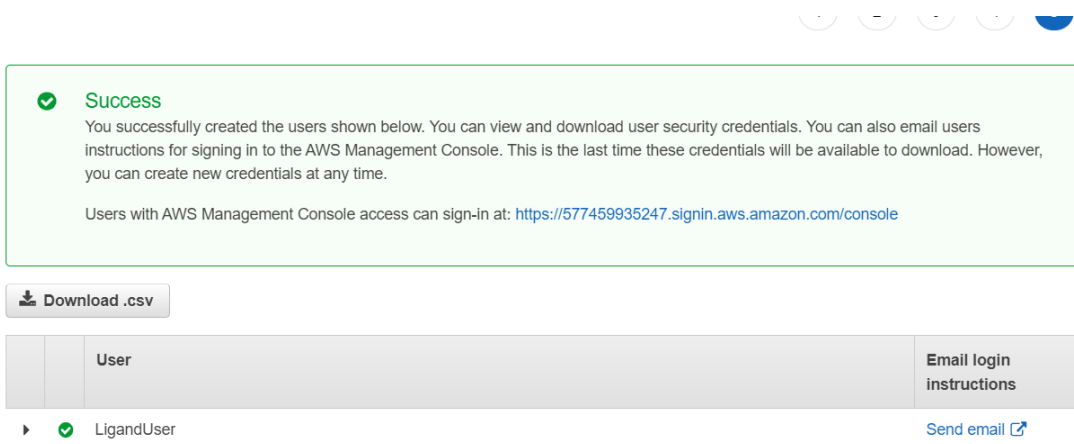 Success
You successfully created the users shown below. You can view and download user security credentials. You can also email users
instructions for signing in to the AWS Management Console. This is the last time these credentials will be available to download. However,
you can create new credentials at any time.
Users with AWS Management Console access can sign-in at: https://577459935247.signin.aws.amazon.com/console
Download .csv
User
Email login
instructions
LigandUser
Send email